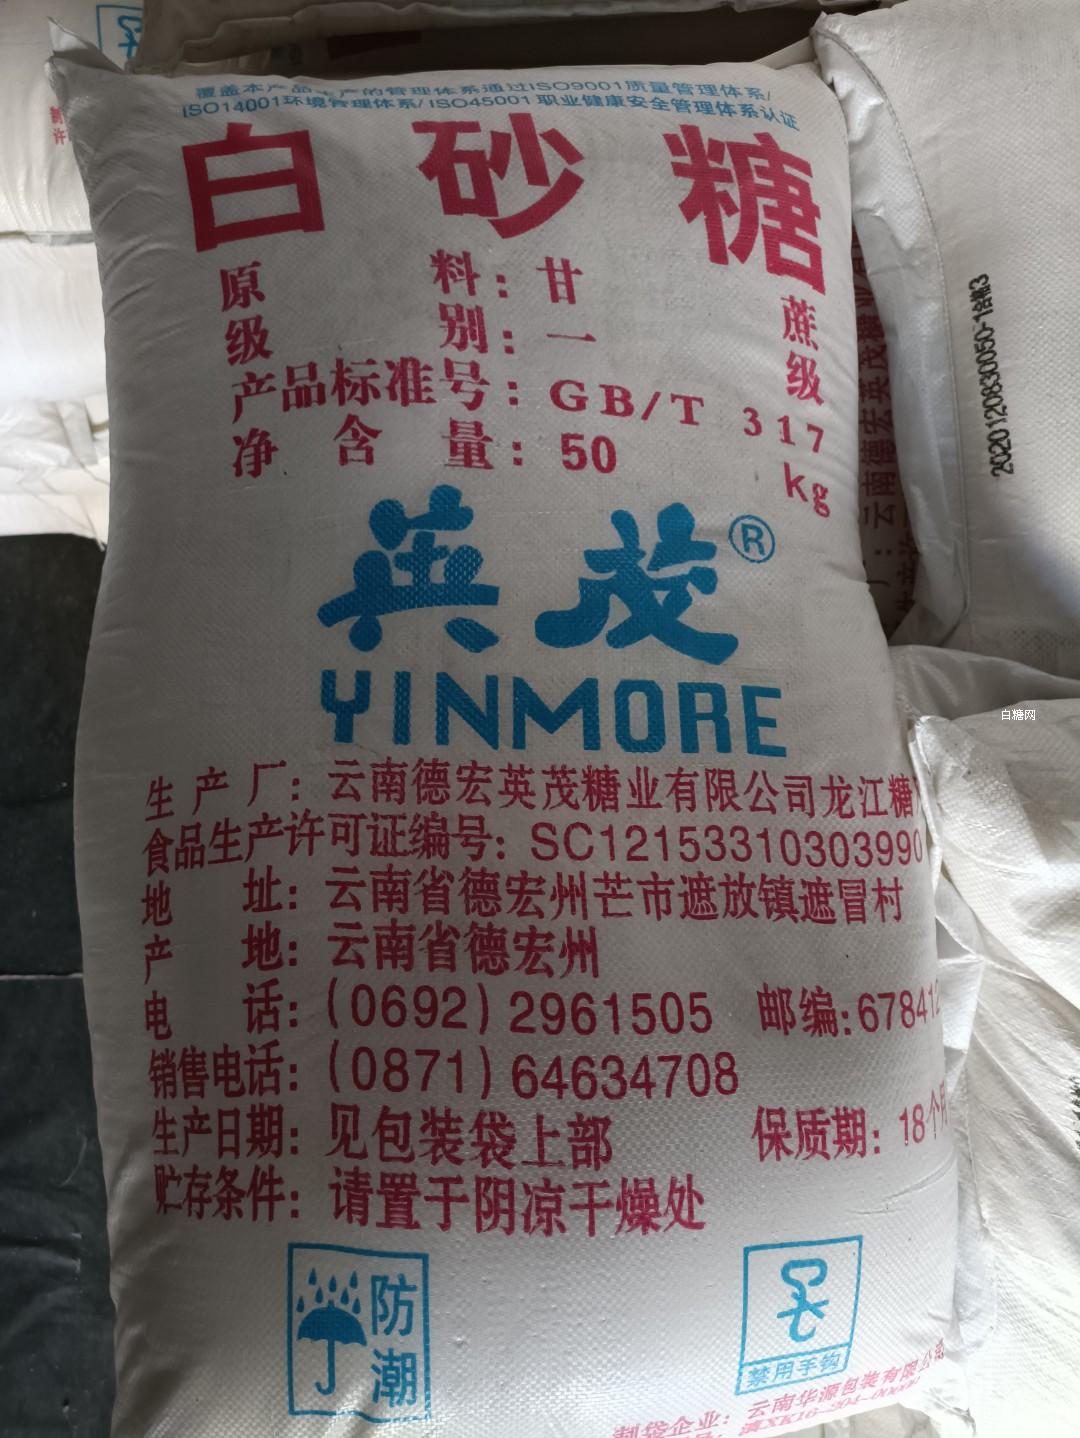 覆盖本产品生产的管理体系通过ISO9001质量管理体系/
ISO14001环境管理体系/ISO45001职业健康安全管理体系认证
白砂糖
原料：甘蔗
级别：一级
产品标准号：GB/T 317
净含量：50kg
英茂®
YINMORE
生产厂：云南德宏英茂糖业有限公司龙江糖
食品生产许可证编号：SC12153310303990
地址：云南省德宏州芒市遮放镇遮冒村
产地：云南省德宏州
电话：(0692)2961505 邮编：678412
销售电话：(0871)64634708
生产日期：见包装袋上部 保质期：18个月
贮存条件：请置于阴凉干燥处
防潮
禁用手钩
制袋企业：云南华源包装有限公司
白糖网